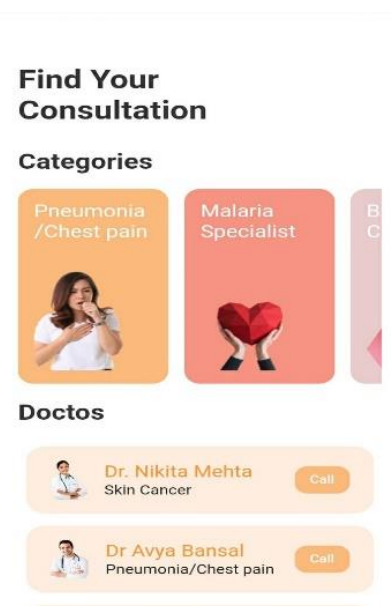 Find Your
Consultation
Categories
Pneumonia
/Chest pain
Malaria
Specialist
B
C
Doctos
Dr. Nikita Mehta
Skin Cancer
Call
Dr Avya Bansal
Pneumonia/Chest pain
Call